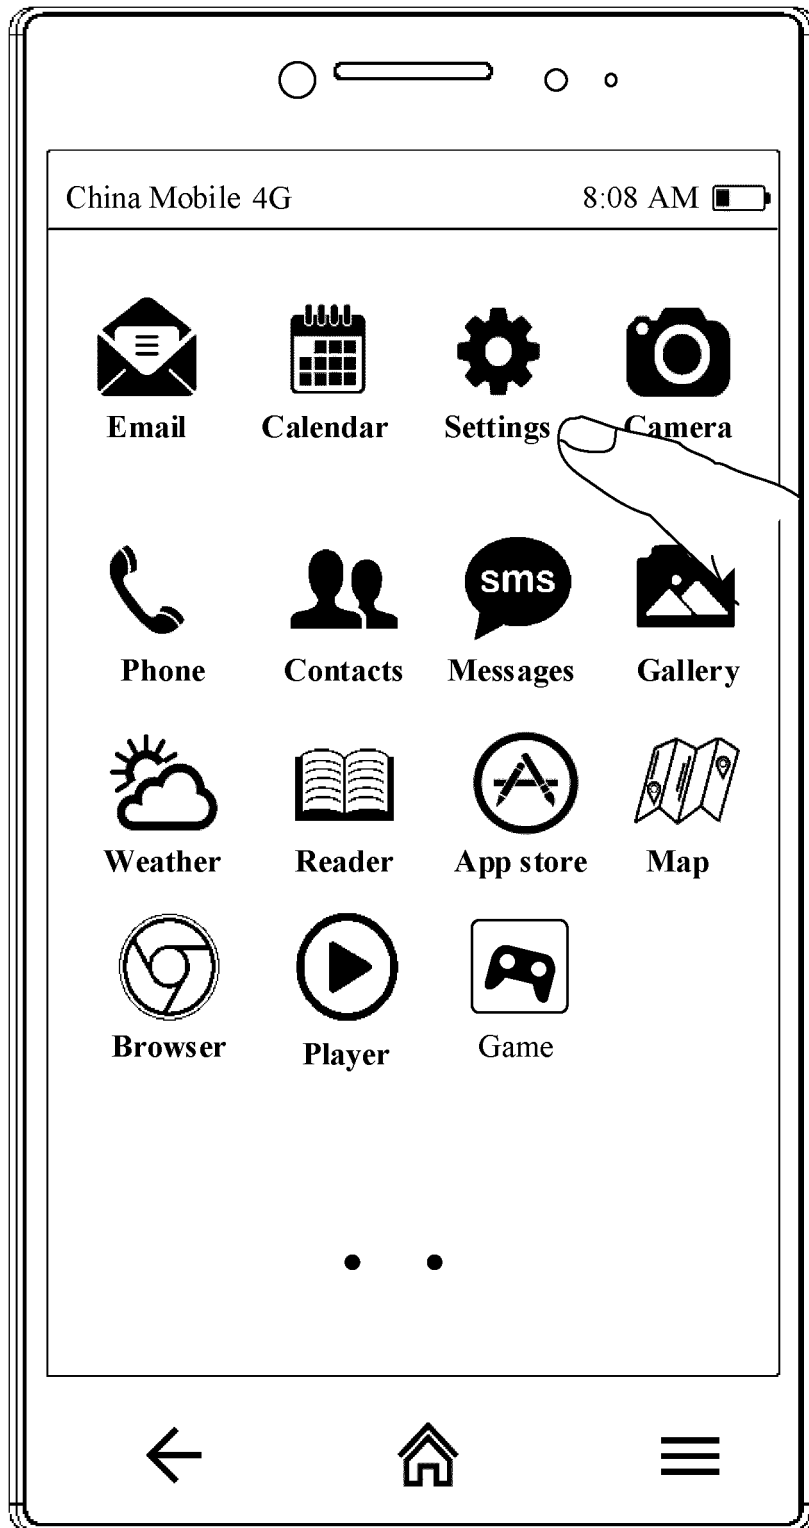 China Mobile 4G 8:08 AM
Email Calendar Settings Camera
sms
Phone Contacts Messages Gallery
Weather Reader App store Map
Browser Player Game